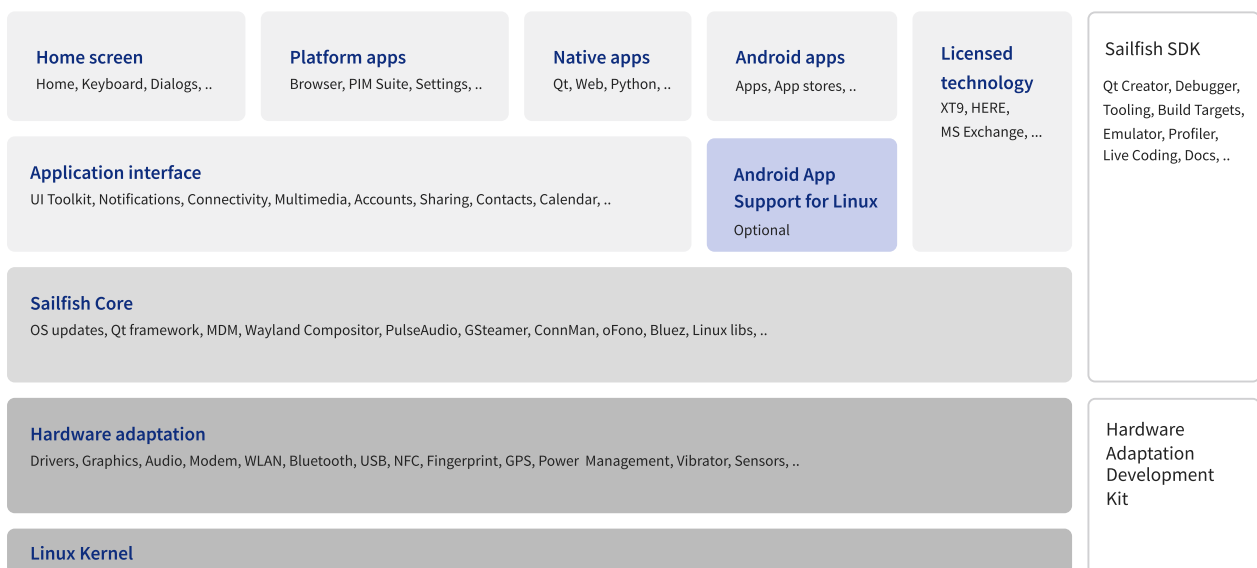 Home screen
Home, Keyboard, Dialogs, ..
Platform apps
Browser, PIM Suite, Settings, ..
Native apps
Qt, Web, Python, ..
Android apps
Apps, App stores, ..
Licensed
technology
XT9, HERE,
MS Exchange, ...
Sailfish SDK
Qt Creator, Debugger,
Tooling, Build Targets,
Emulator, Profiler,
Live Coding, Docs, ..
Application interface
UI Toolkit, Notifications, Connectivity, Multimedia, Accounts, Sharing, Contacts, Calendar, ..
Android App
Support for Linux
Optional
Sailfish Core
OS updates, Qt framework, MDM, Wayland Compositor, PulseAudio, GSteamer, ConnMan, oFono, Bluez, Linux libs, ..
Hardware adaptation
Drivers, Graphics, Audio, Modem, WLAN, Bluetooth, USB, NFC, Fingerprint, GPS, Power  Management, Vibrator, Sensors, ..
Hardware
Adaptation
Development
Kit
Linux Kernel